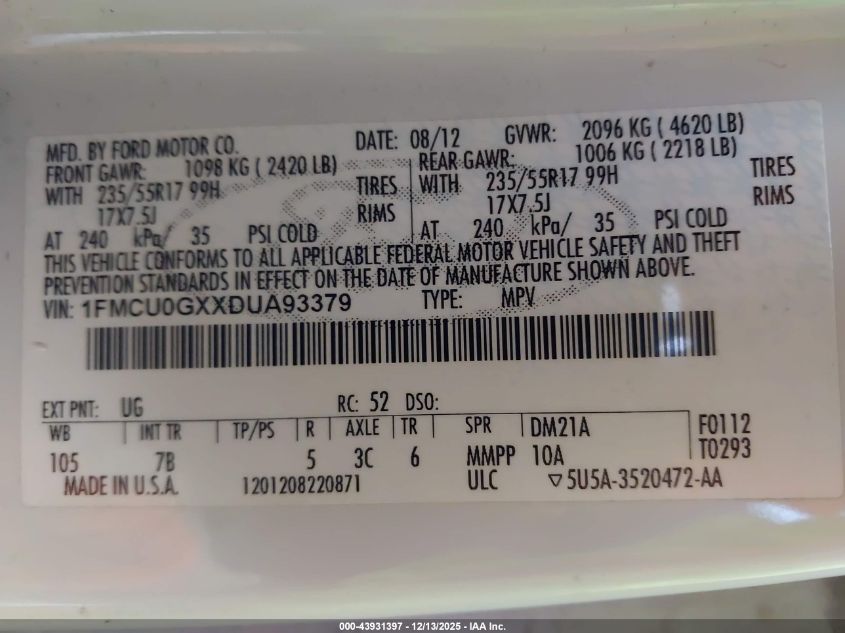 MFD. BY FORD MOTOR CO. DATE: 08/12 GVWR: 2096 KG ( 4620 LB)
FRONT GAWR: 1098 KG ( 2420 LB) REAR GAWR: 1006 KG ( 2218 LB)
WITH 235/55R17 99H TIRES WITH 235/55R17 99H TIRES
17X7.5J RIMS 17X7.5J RIMS
AT 240 kPa/ 35 PSI COLD AT 240 kPa/ 35 PSI COLD
THIS VEHICLE CONFORMS TO ALL APPLICABLE FEDERAL MOTOR VEHICLE SAFETY AND THEFT
PREVENTION STANDARDS IN EFFECT ON THE DATE OF MANUFACTURE SHOWN ABOVE.
VIN: 1FMCU0GXXDUA93379 TYPE: MPV
EXT PNT: UG RC: 52 DSO:
WB INT TR TP/PS R AXLE TR SPR DM21A F0112
105 7B 5 3C 6 MMPP 10A T0293
MADE IN U.S.A. 1201208220871 ULC ▽5U5A-3520472-AA
000-43931397 - 12/13/2025 - IAA Inc.